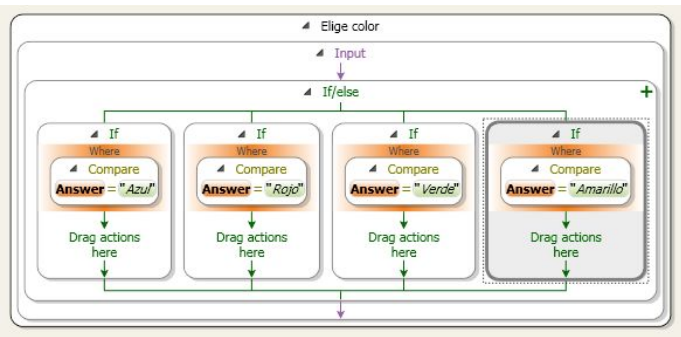 Elige color
Input
If/else
+
If
Where
Compare
Answer = "Azul"
Drag actions
here
If
Where
Compare
Answer = "Rojo"
Drag actions
here
If
Where
Compare
Answer = "Verde"
Drag actions
here
If
Where
Compare
Answer = "Amarillo"
Drag actions
here